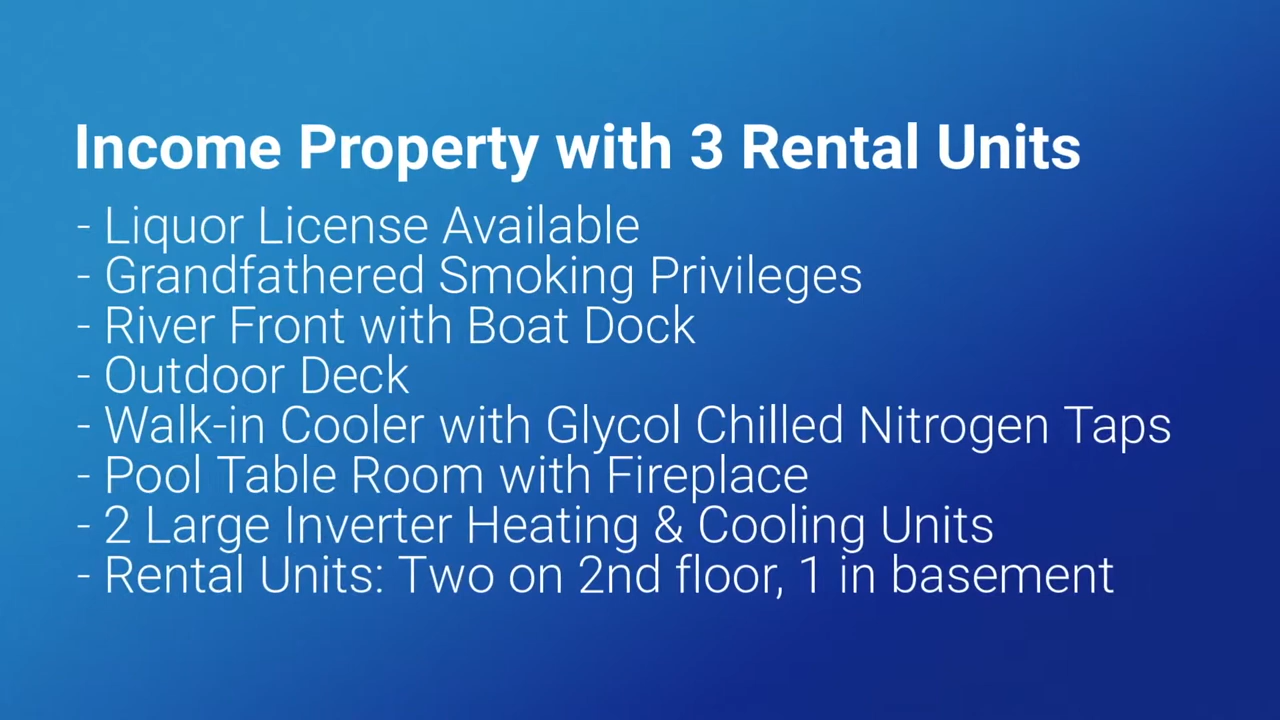 Income Property with 3 Rental Units
- Liquor License Available
- Grandfathered Smoking Privileges
- River Front with Boat Dock
- Outdoor Deck
- Walk-in Cooler with Glycol Chilled Nitrogen Taps
- Pool Table Room with Fireplace
- 2 Large Inverter Heating & Cooling Units
- Rental Units: Two on 2nd floor, 1 in basement